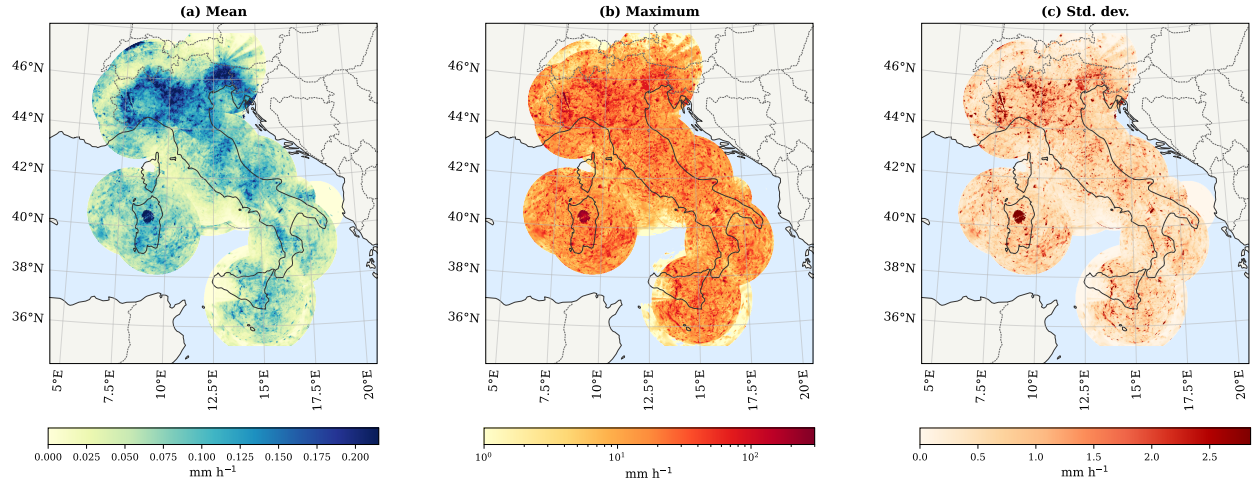 (a) Mean
46°N
44°N
42°N
40°N
38°N
36°N
5°E
7.5°E
10°E
12.5°E
15°E
17.5°E
20°E
0.000 0.025 0.050 0.075 0.100 0.125 0.150 0.175 0.200
mm h⁻¹
(b) Maximum
46°N
44°N
42°N
40°N
38°N
36°N
5°E
7.5°E
10°E
12.5°E
15°E
17.5°E
20°E
10⁰ 10¹ 10²
mm h⁻¹
(c) Std. dev.
46°N
44°N
42°N
40°N
38°N
36°N
5°E
7.5°E
10°E
12.5°E
15°E
17.5°E
20°E
0.0 0.5 1.0 1.5 2.0 2.5
mm h⁻¹